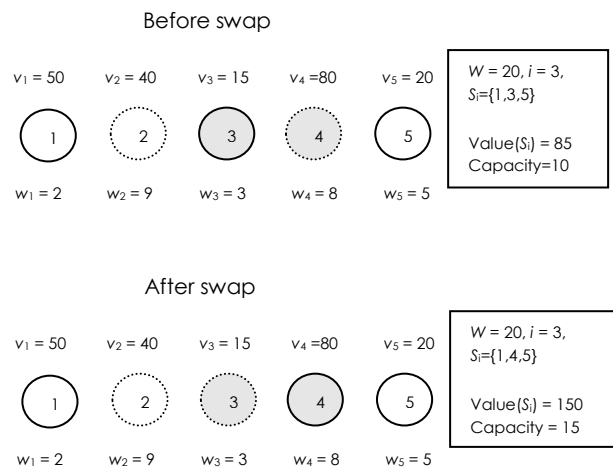 Before swap
v₁ = 50 v₂ = 40 v₃ = 15 v₄ =80 v₅ = 20
1 2 3 4 5
w₁ = 2 w₂ = 9 w₃ = 3 w₄ = 8 w₅ = 5
W = 20, i = 3,
Sᵢ={1,3,5}
Value(Sᵢ) = 85
Capacity=10
After swap
v₁ = 50 v₂ = 40 v₃ = 15 v₄ =80 v₅ = 20
1 2 3 4 5
w₁ = 2 w₂ = 9 w₃ = 3 w₄ = 8 w₅ = 5
W = 20, i = 3,
Sᵢ={1,4,5}
Value(Sᵢ) = 150
Capacity = 15